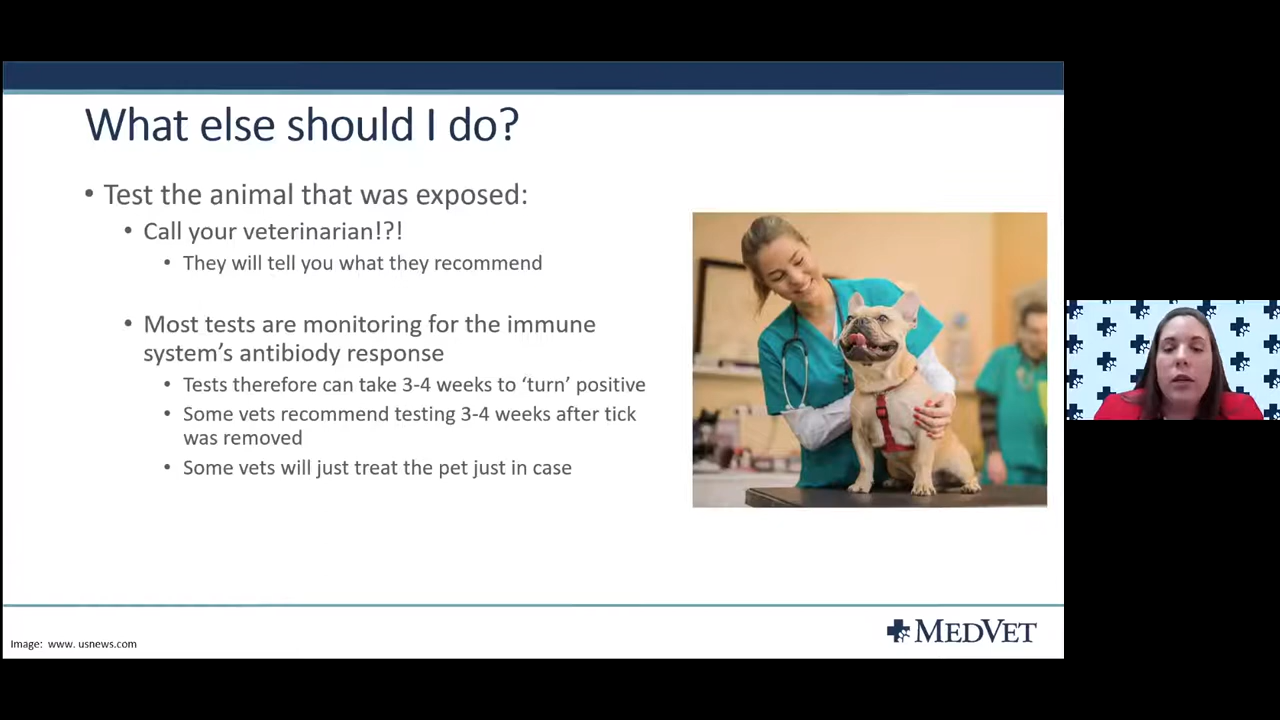 What else should I do?
• Test the animal that was exposed:
• Call your veterinarian!?!
• They will tell you what they recommend
• Most tests are monitoring for the immune
system's antibiody response
• Tests therefore can take 3-4 weeks to ‘turn’ positive
• Some vets recommend testing 3-4 weeks after tick
was removed
• Some vets will just treat the pet just in case
Image: www. usnews.com
MEDVET